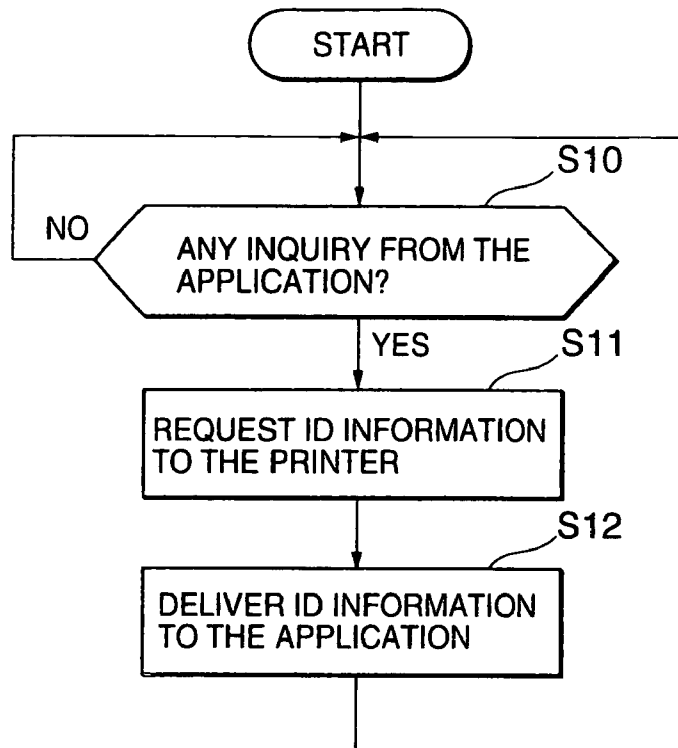 START
S10
NO
ANY INQUIRY FROM THE
APPLICATION?
YES
S11
REQUEST ID INFORMATION
TO THE PRINTER
S12
DELIVER ID INFORMATION
TO THE APPLICATION